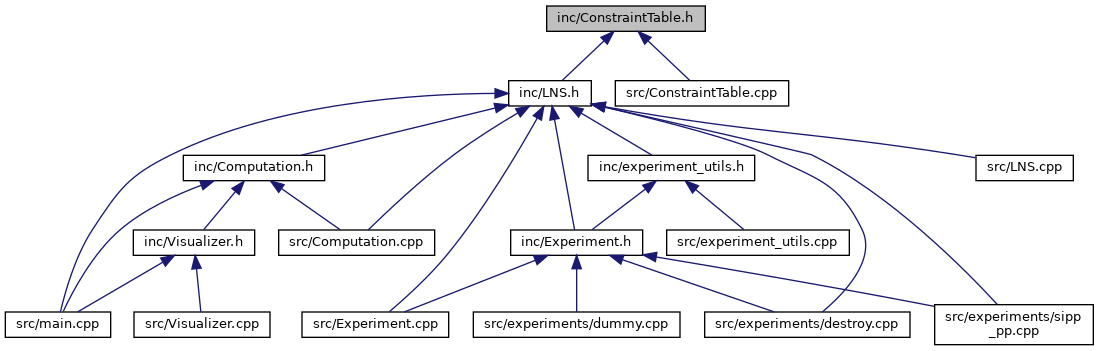 inc/ConstraintTable.h
inc/LNS.h
src/ConstraintTable.cpp
inc/Computation.h
inc/experiment_utils.h
src/LNS.cpp
inc/Visualizer.h
src/Computation.cpp
inc/Experiment.h
src/experiment_utils.cpp
src/main.cpp
src/Visualizer.cpp
src/Experiment.cpp
src/experiments/dummy.cpp
src/experiments/destroy.cpp
src/experiments/sipp
_pp.cpp